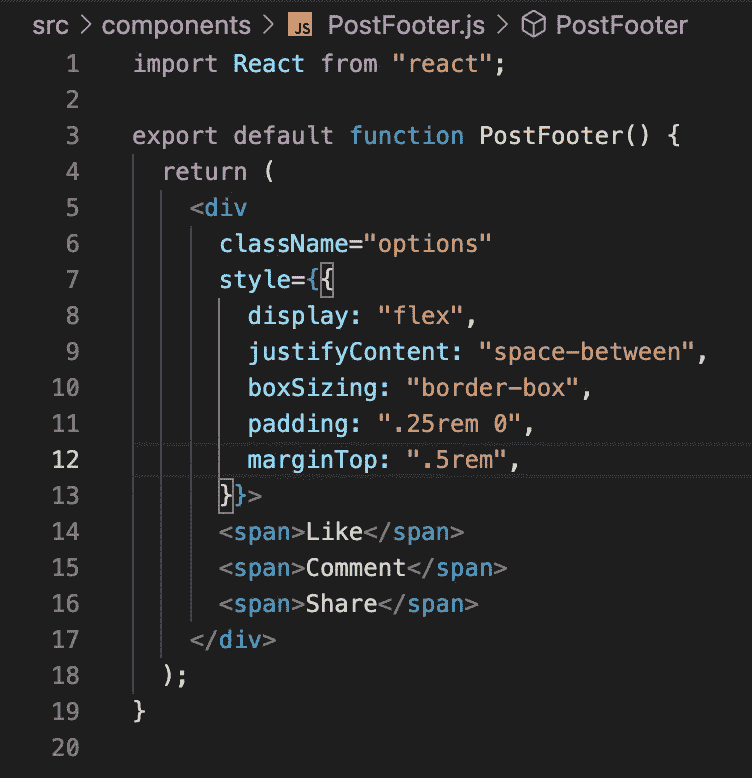 src > components > JS PostFooter.js > PostFooter
1 import React from "react";
2
3 export default function PostFooter() {
4   return (
5     <div
6       className="options"
7       style={{
8         display: "flex",
9         justifyContent: "space-between",
10         boxSizing: "border-box",
11         padding: ".25rem 0",
12         marginTop: ".5rem",
13       }}>
14       <span>Like</span>
15       <span>Comment</span>
16       <span>Share</span>
17     </div>
18   );
19 }
20